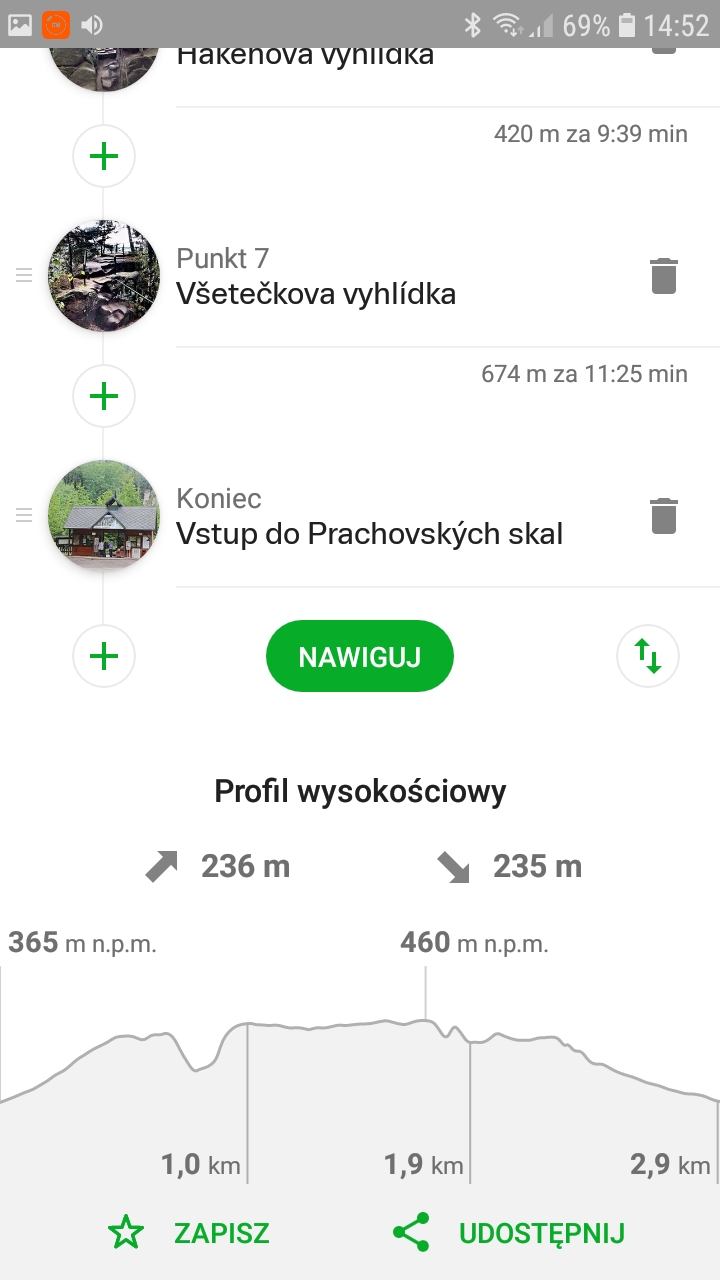 69% 14:52
Hakenova vyhlídka
420 m za 9:39 min
Punkt 7
Všetečkova vyhlídka
674 m za 11:25 min
Koniec
Vstup do Prachovských skal
NAWIGUJ
Profil wysokościowy
236 m 235 m
365 m n.p.m. 460 m n.p.m.
1,0 km 1,9 km 2,9 km
ZAPISZ UDOSTĘPNIJ